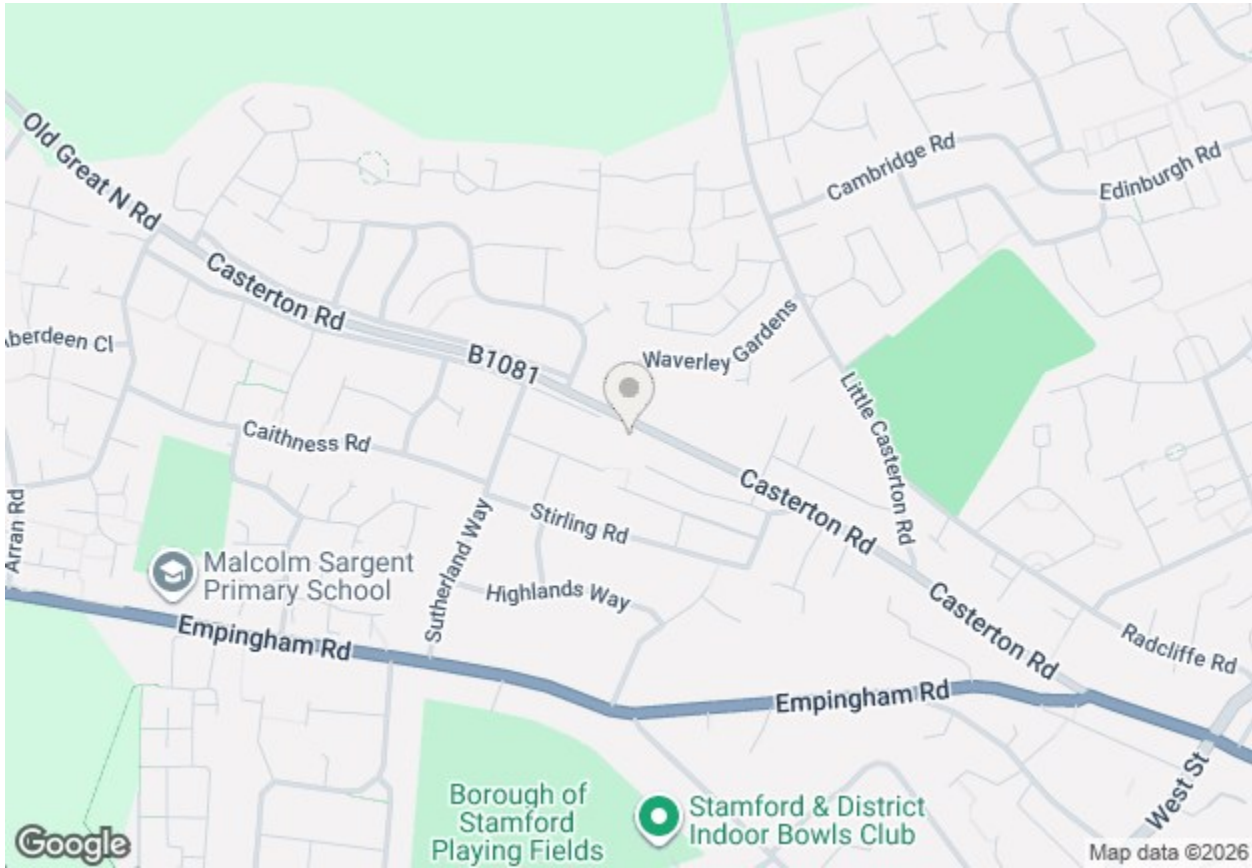 Old Great N Rd
Cambridge Rd
Edinburgh Rd
Casterton Rd
Aberdeen Cl
B1081
Waverley Gardens
Little Casterton Rd
Caithness Rd
Arran Rd
Sutherland Way
Stirling Rd
Casterton Rd
Malcolm Sargent
Primary School
Highlands Way
Casterton Rd
Empingham Rd
Radcliffe Rd
Empingham Rd
West St
Borough of
Stamford
Playing Fields
Stamford & District
Indoor Bowls Club
Google
Map data ©2026